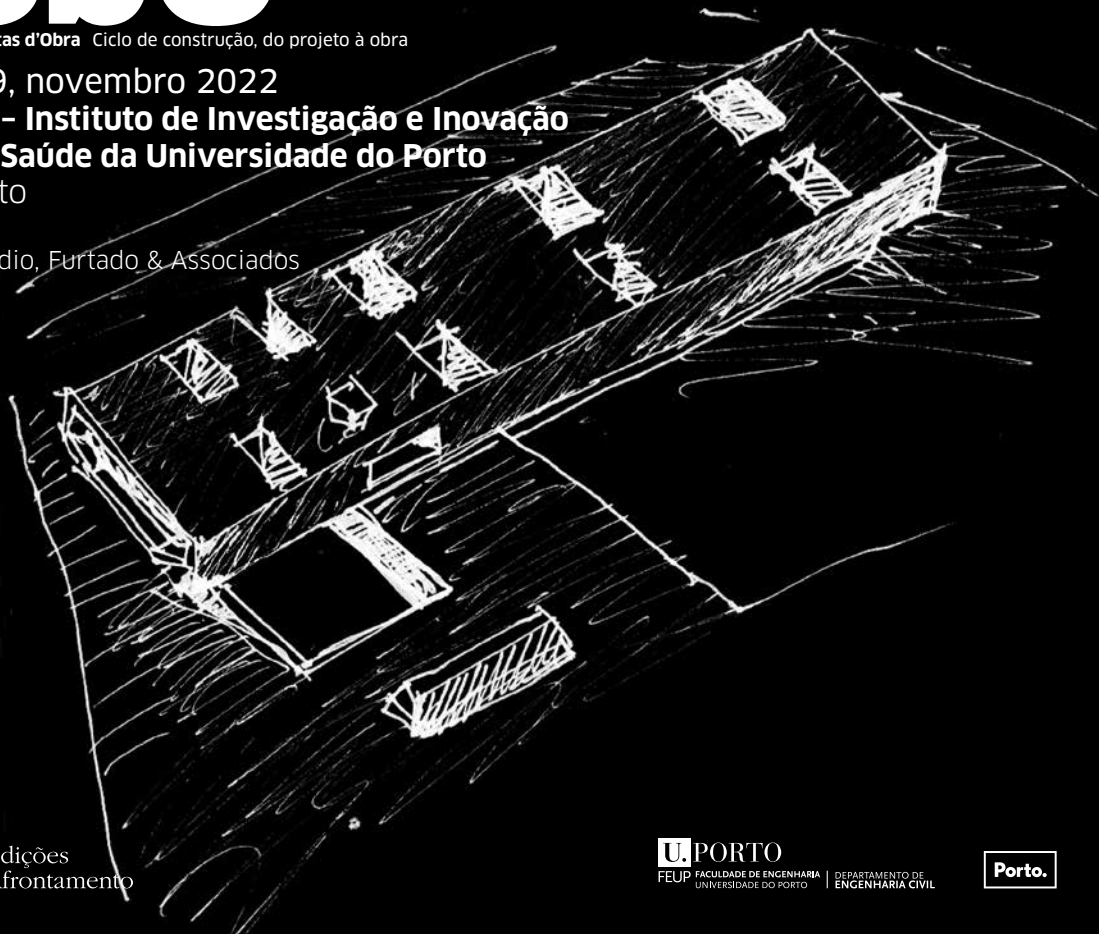 as d'Obra Ciclo de construção, do projeto à obra
9, novembro 2022
– Instituto de Investigação e Inovação
Saúde da Universidade do Porto
to
dio, Furtado & Associados
dições
frontamento
U.PORTO
FEUP FACULDADE DE ENGENHARIA
UNIVERSIDADE DO PORTO
DEPARTAMENTO DE
ENGENHARIA CIVIL
Porto.